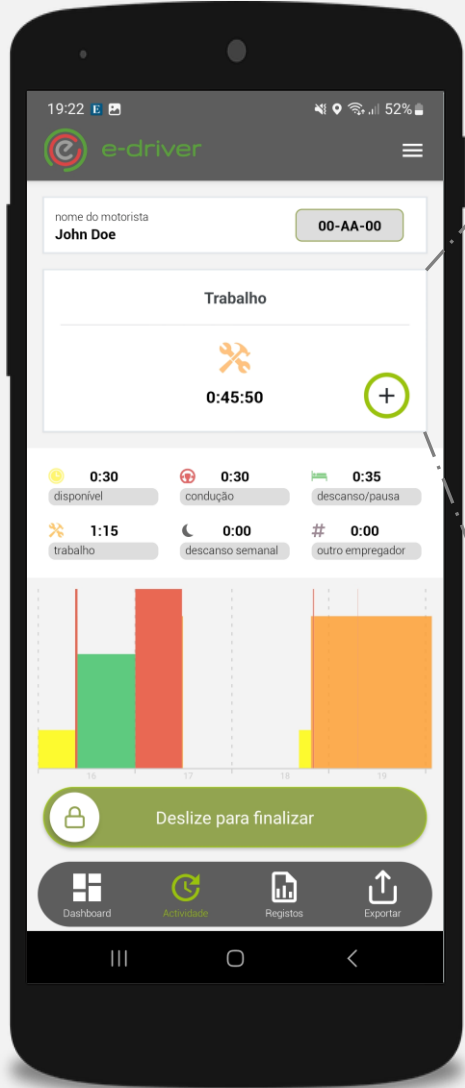 19:22 52%
e-driver
nome do motorista
John Doe
00-AA-00
Trabalho
0:45:50
0:30 0:30 0:35
disponível condução descanso/pausa
1:15 0:00 # 0:00
trabalho descanso semanal outro empregador
16 17 18 19
Deslize para finalizar
Dashboard Actividade Registos Exportar